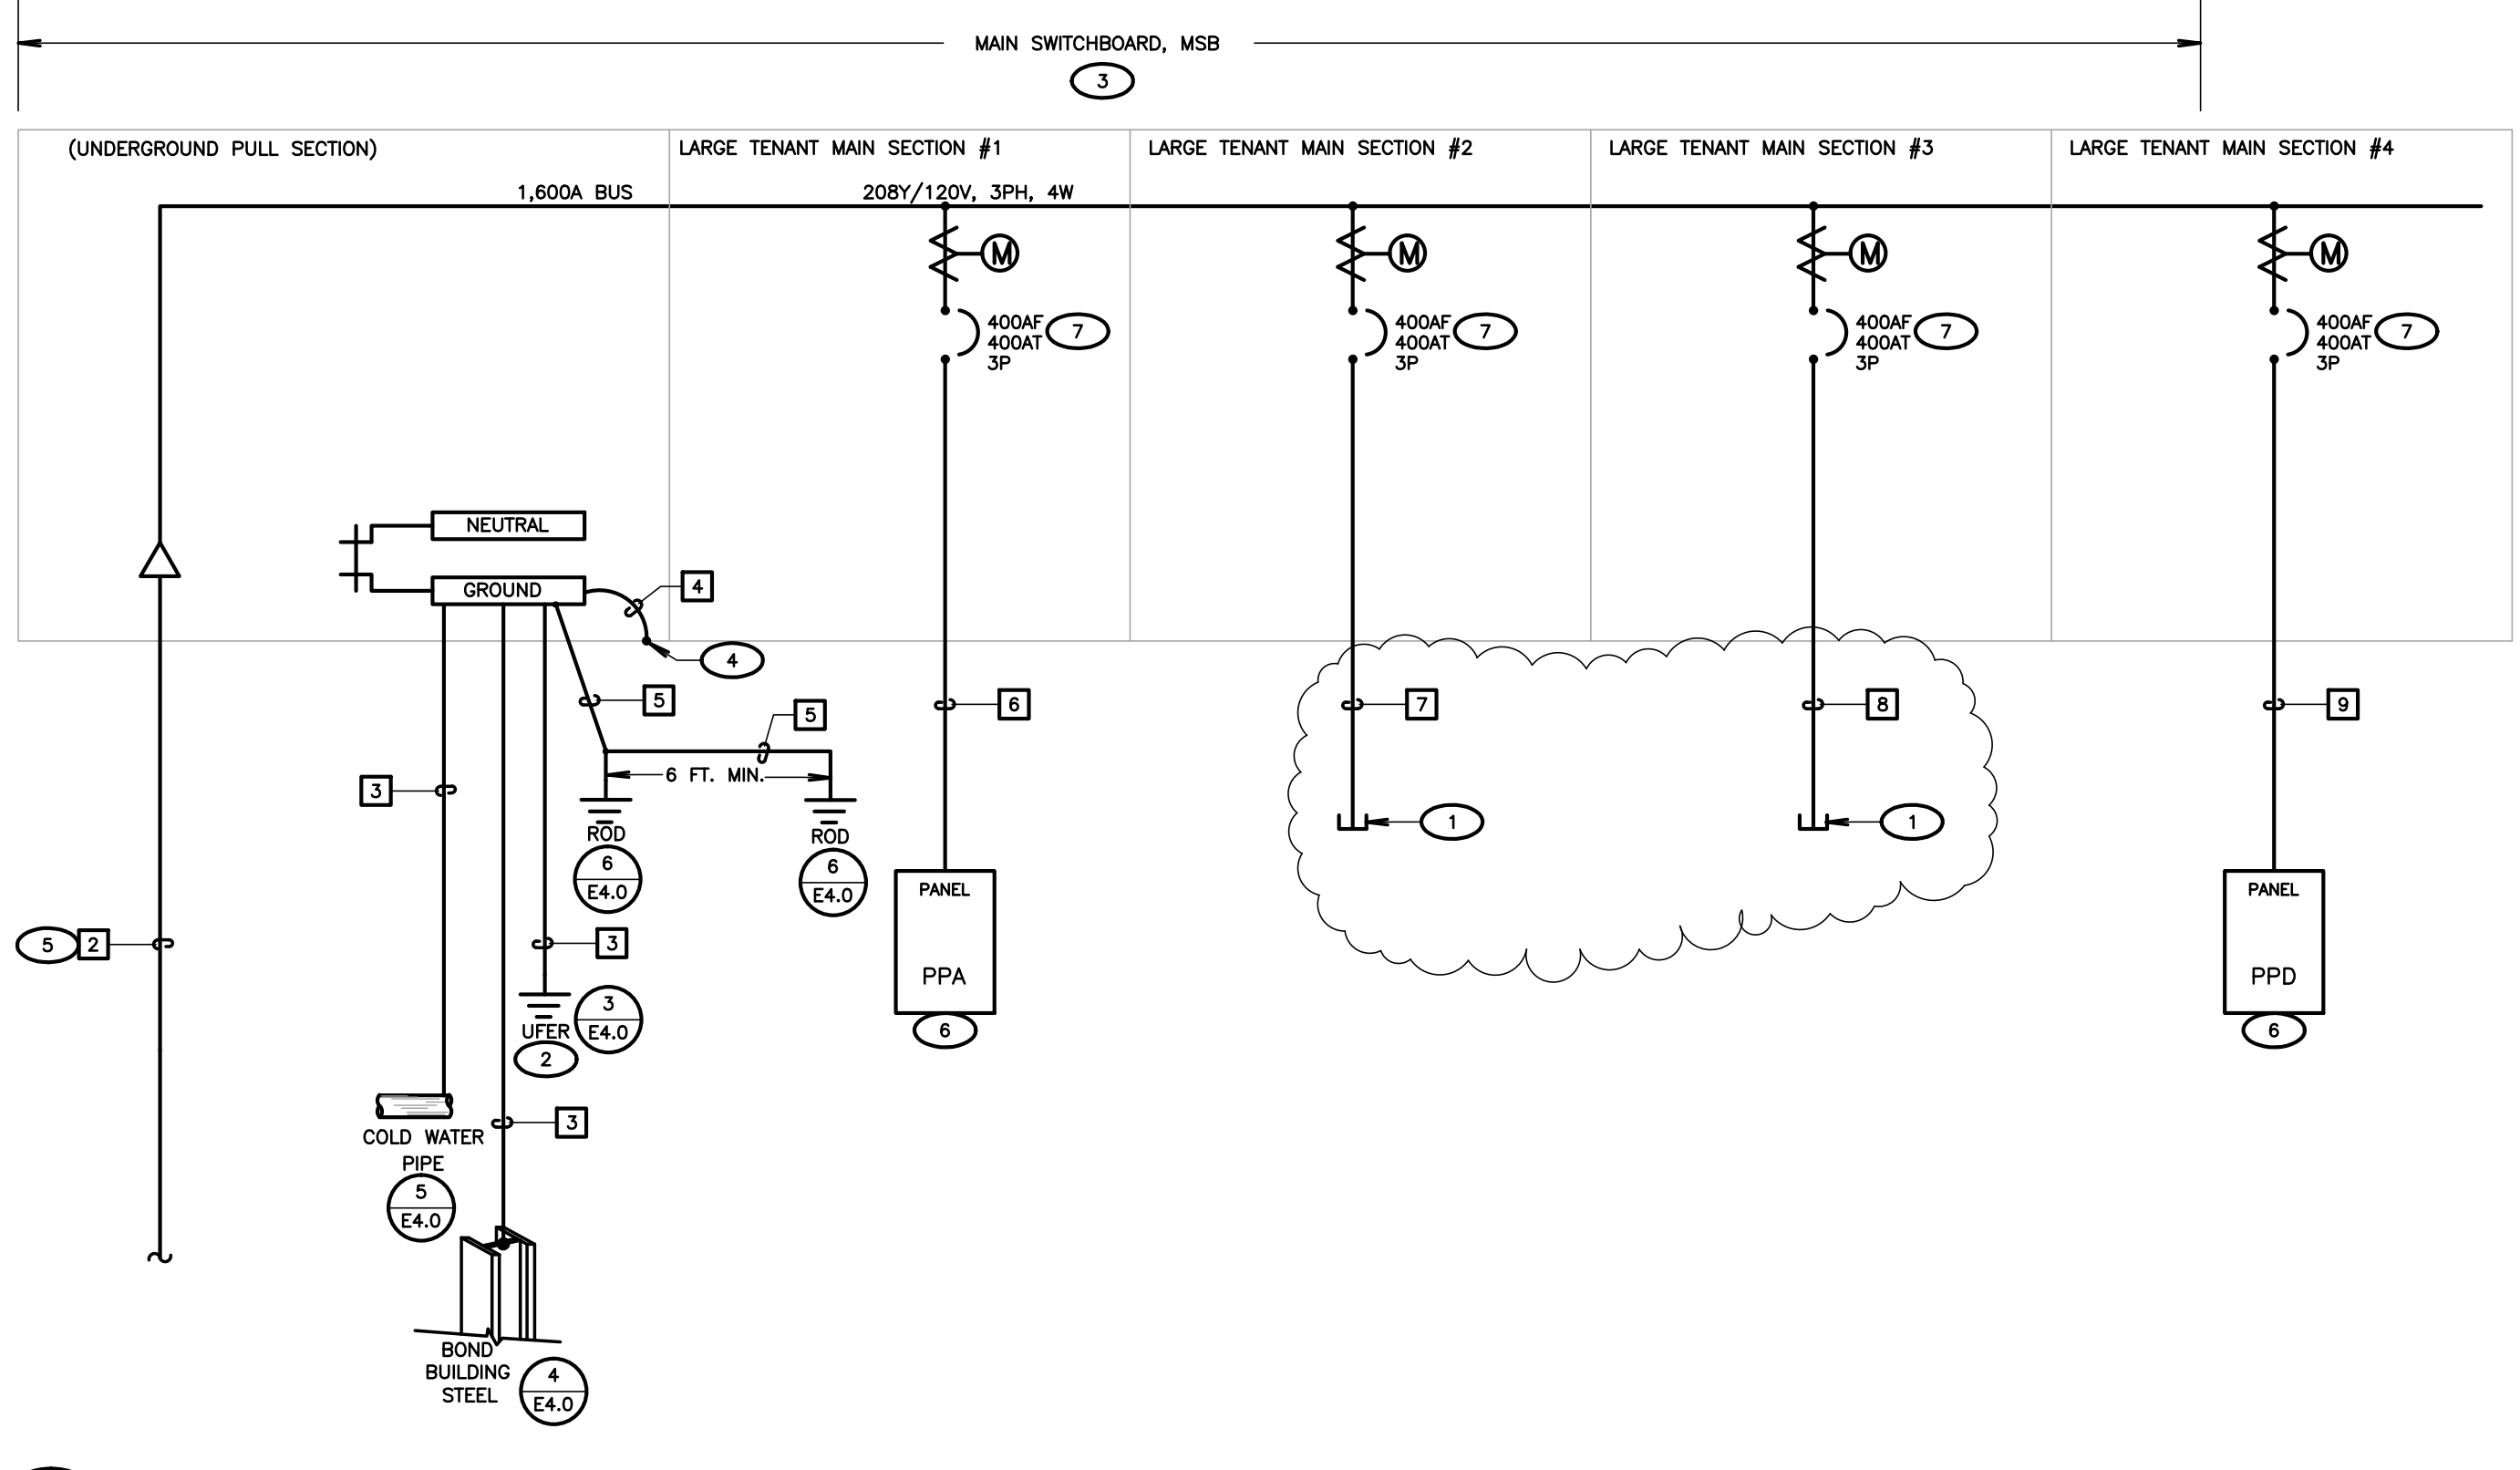 MAIN SWITCHBOARD, MSB
3
(UNDERGROUND PULL SECTION)
LARGE TENANT MAIN SECTION #1
LARGE TENANT MAIN SECTION #2
LARGE TENANT MAIN SECTION #3
LARGE TENANT MAIN SECTION #4
1,600A BUS
208Y/120V, 3PH, 4W
M
M
M
M
400AF
400AT
3P
7
400AF
400AT
3P
7
400AF
400AT
3P
7
400AF
400AT
3P
7
NEUTRAL
GROUND
4
4
5
5
6
7
8
9
6 FT. MIN.
3
ROD
6
E4.0
ROD
6
E4.0
1
1
5
2
3
PANEL
PPA
6
PANEL
PPD
6
UFER
2
3
E4.0
3
COLD WATER
PIPE
5
E4.0
BOND
BUILDING
STEEL
4
E4.0